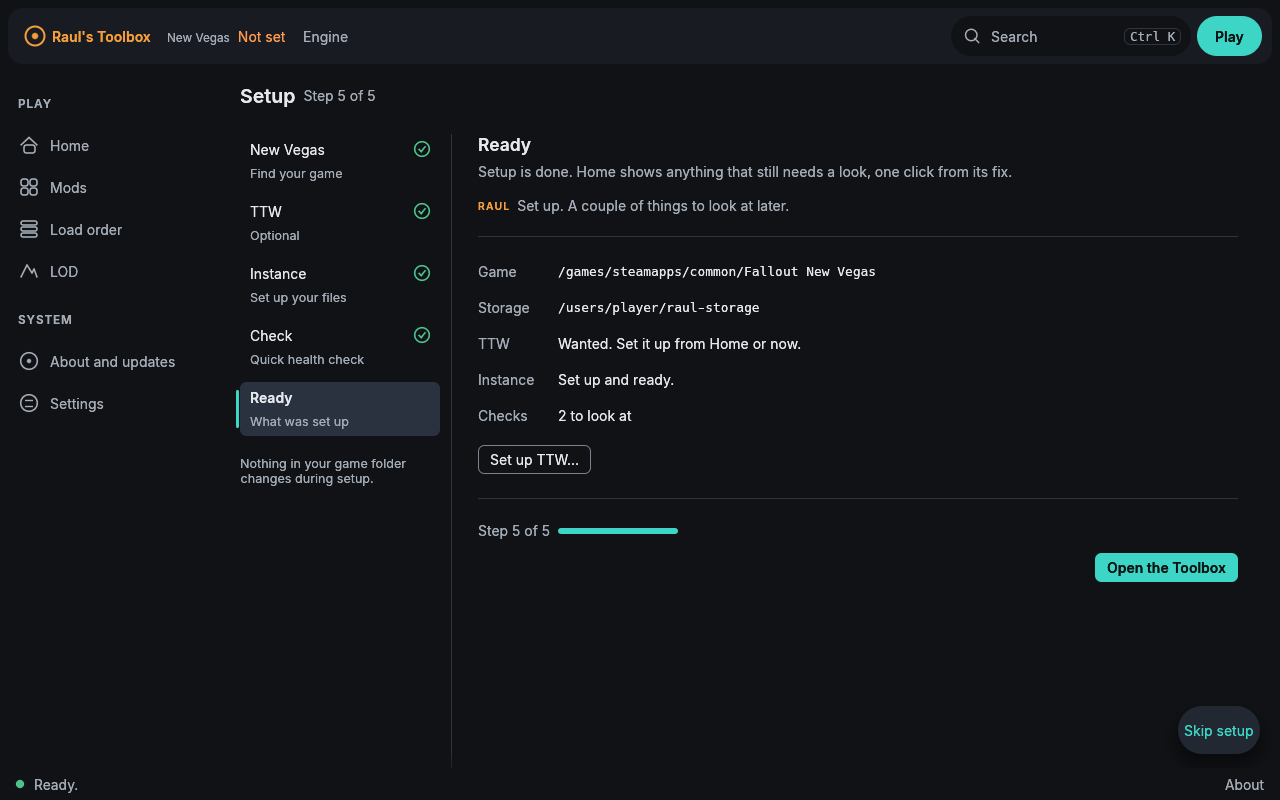 Raul's Toolbox New Vegas Not set Engine Search Ctrl K Play
PLAY
Home
Mods
Load order
LOD
SYSTEM
About and updates
Settings
Setup Step 5 of 5
New Vegas
Find your game
TTW
Optional
Instance
Set up your files
Check
Quick health check
Ready
What was set up
Nothing in your game folder
changes during setup.
Ready
Setup is done. Home shows anything that still needs a look, one click from its fix.
RAUL Set up. A couple of things to look at later.
Game /games/steamapps/common/Fallout New Vegas
Storage /users/player/raul-storage
TTW Wanted. Set it up from Home or now.
Instance Set up and ready.
Checks 2 to look at
Set up TTW...
Step 5 of 5
Open the Toolbox
Skip setup
Ready.
About